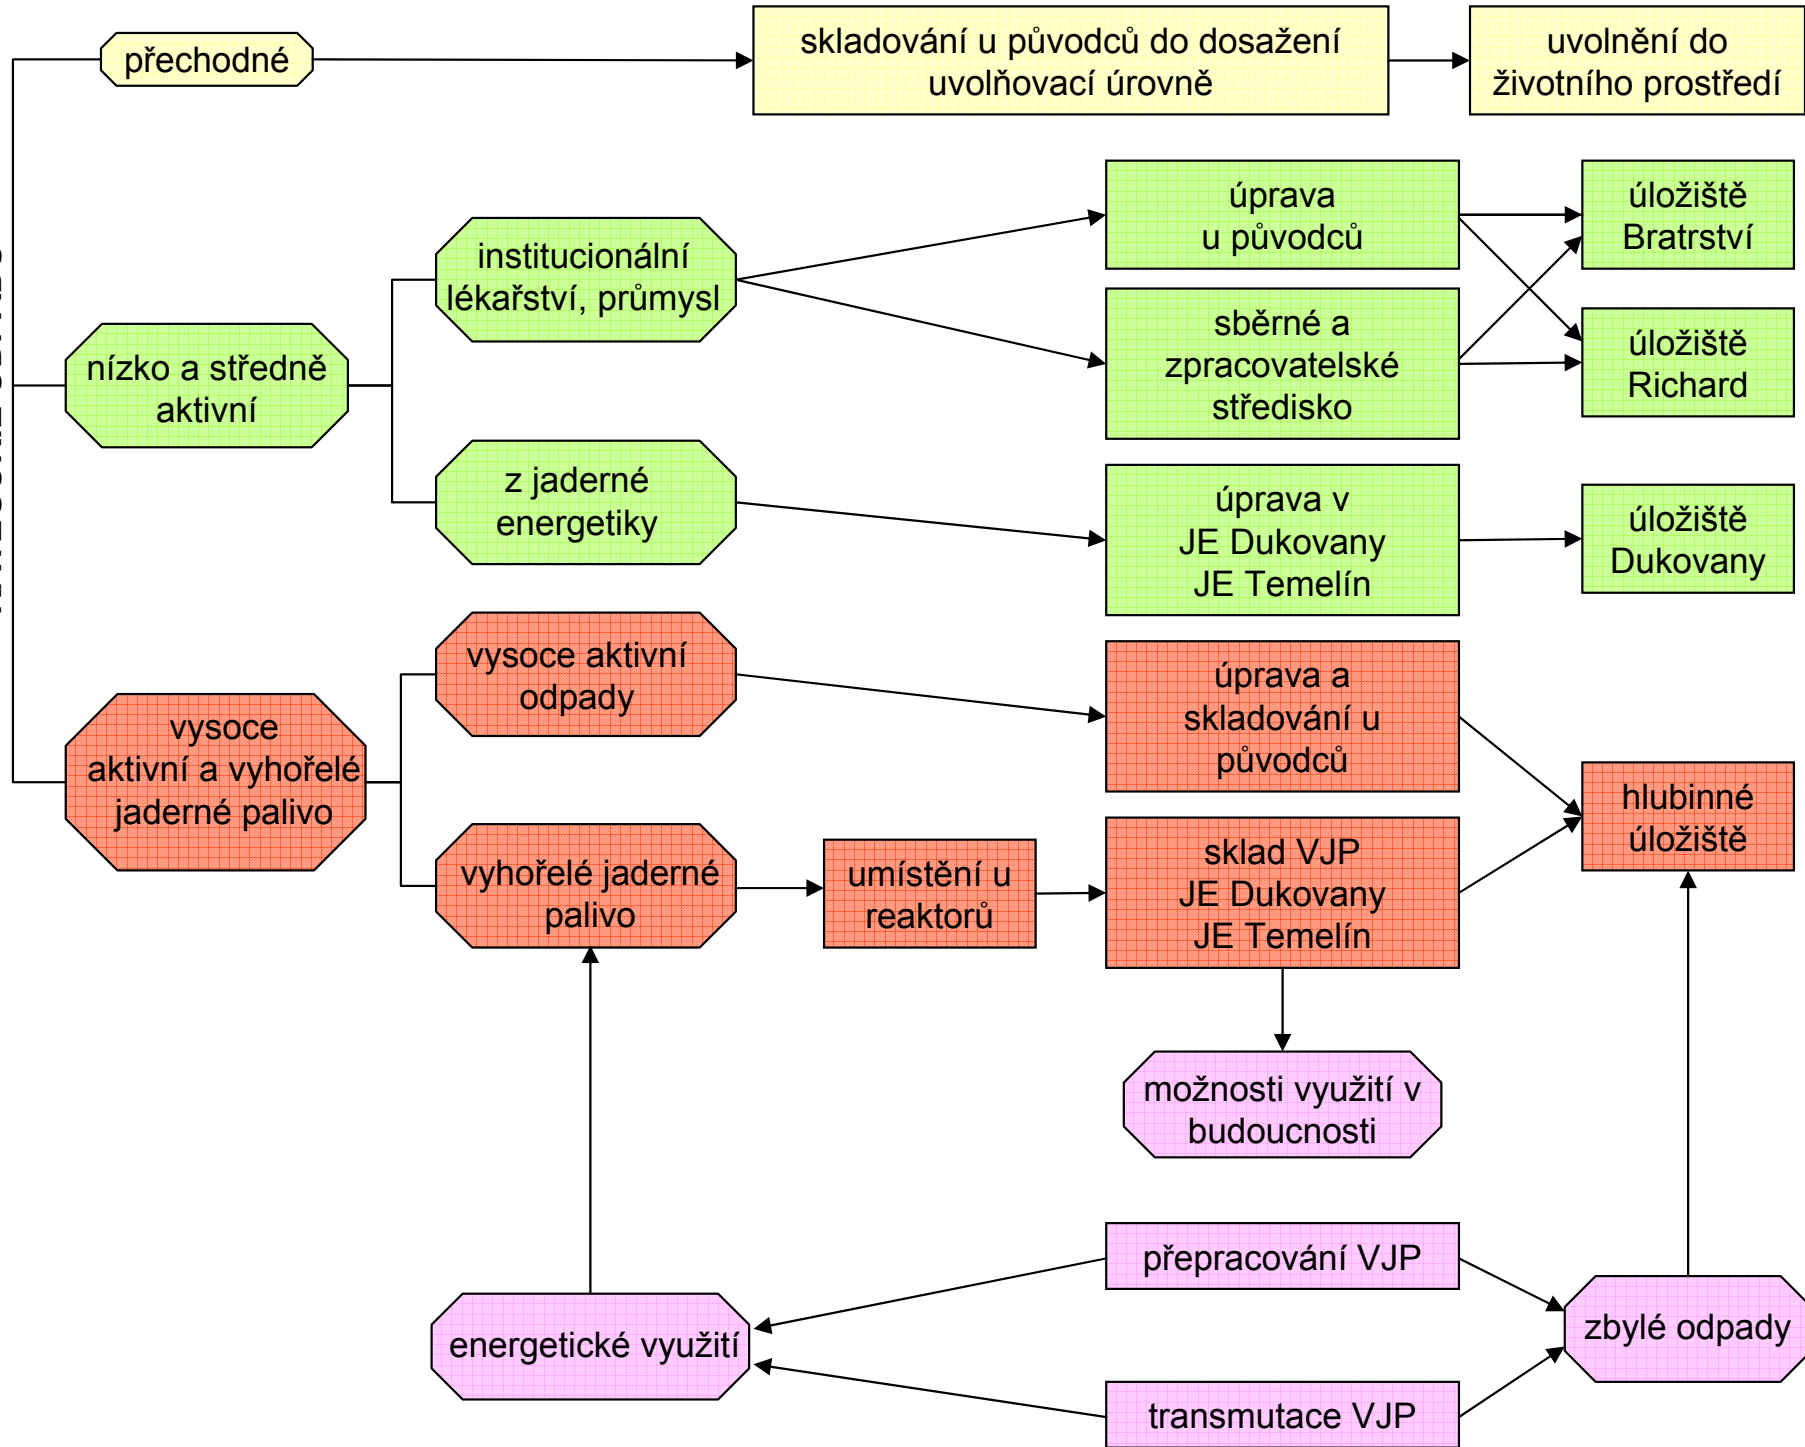 přechodné
skladování u původců do dosažení
uvolňovací úrovně
uvolnění do
životního prostředí
nízko a středně
aktivní
institucionální
lékařství, průmysl
úprava
u původců
úložiště
Bratrství
sběrné a
zpracovatelské
středisko
úložiště
Richard
z jaderné
energetiky
úprava v
JE Dukovany
JE Temelín
úložiště
Dukovany
vysoce
aktivní a vyhořelé
jaderné palivo
vysoce aktivní
odpady
úprava a
skladování u
původců
hlubinné
úložiště
vyhořelé jaderné
palivo
umístění u
reaktorů
sklad VJP
JE Dukovany
JE Temelín
možnosti využití v
budoucnosti
přepracování VJP
energetické využití
zbylé odpady
transmutace VJP